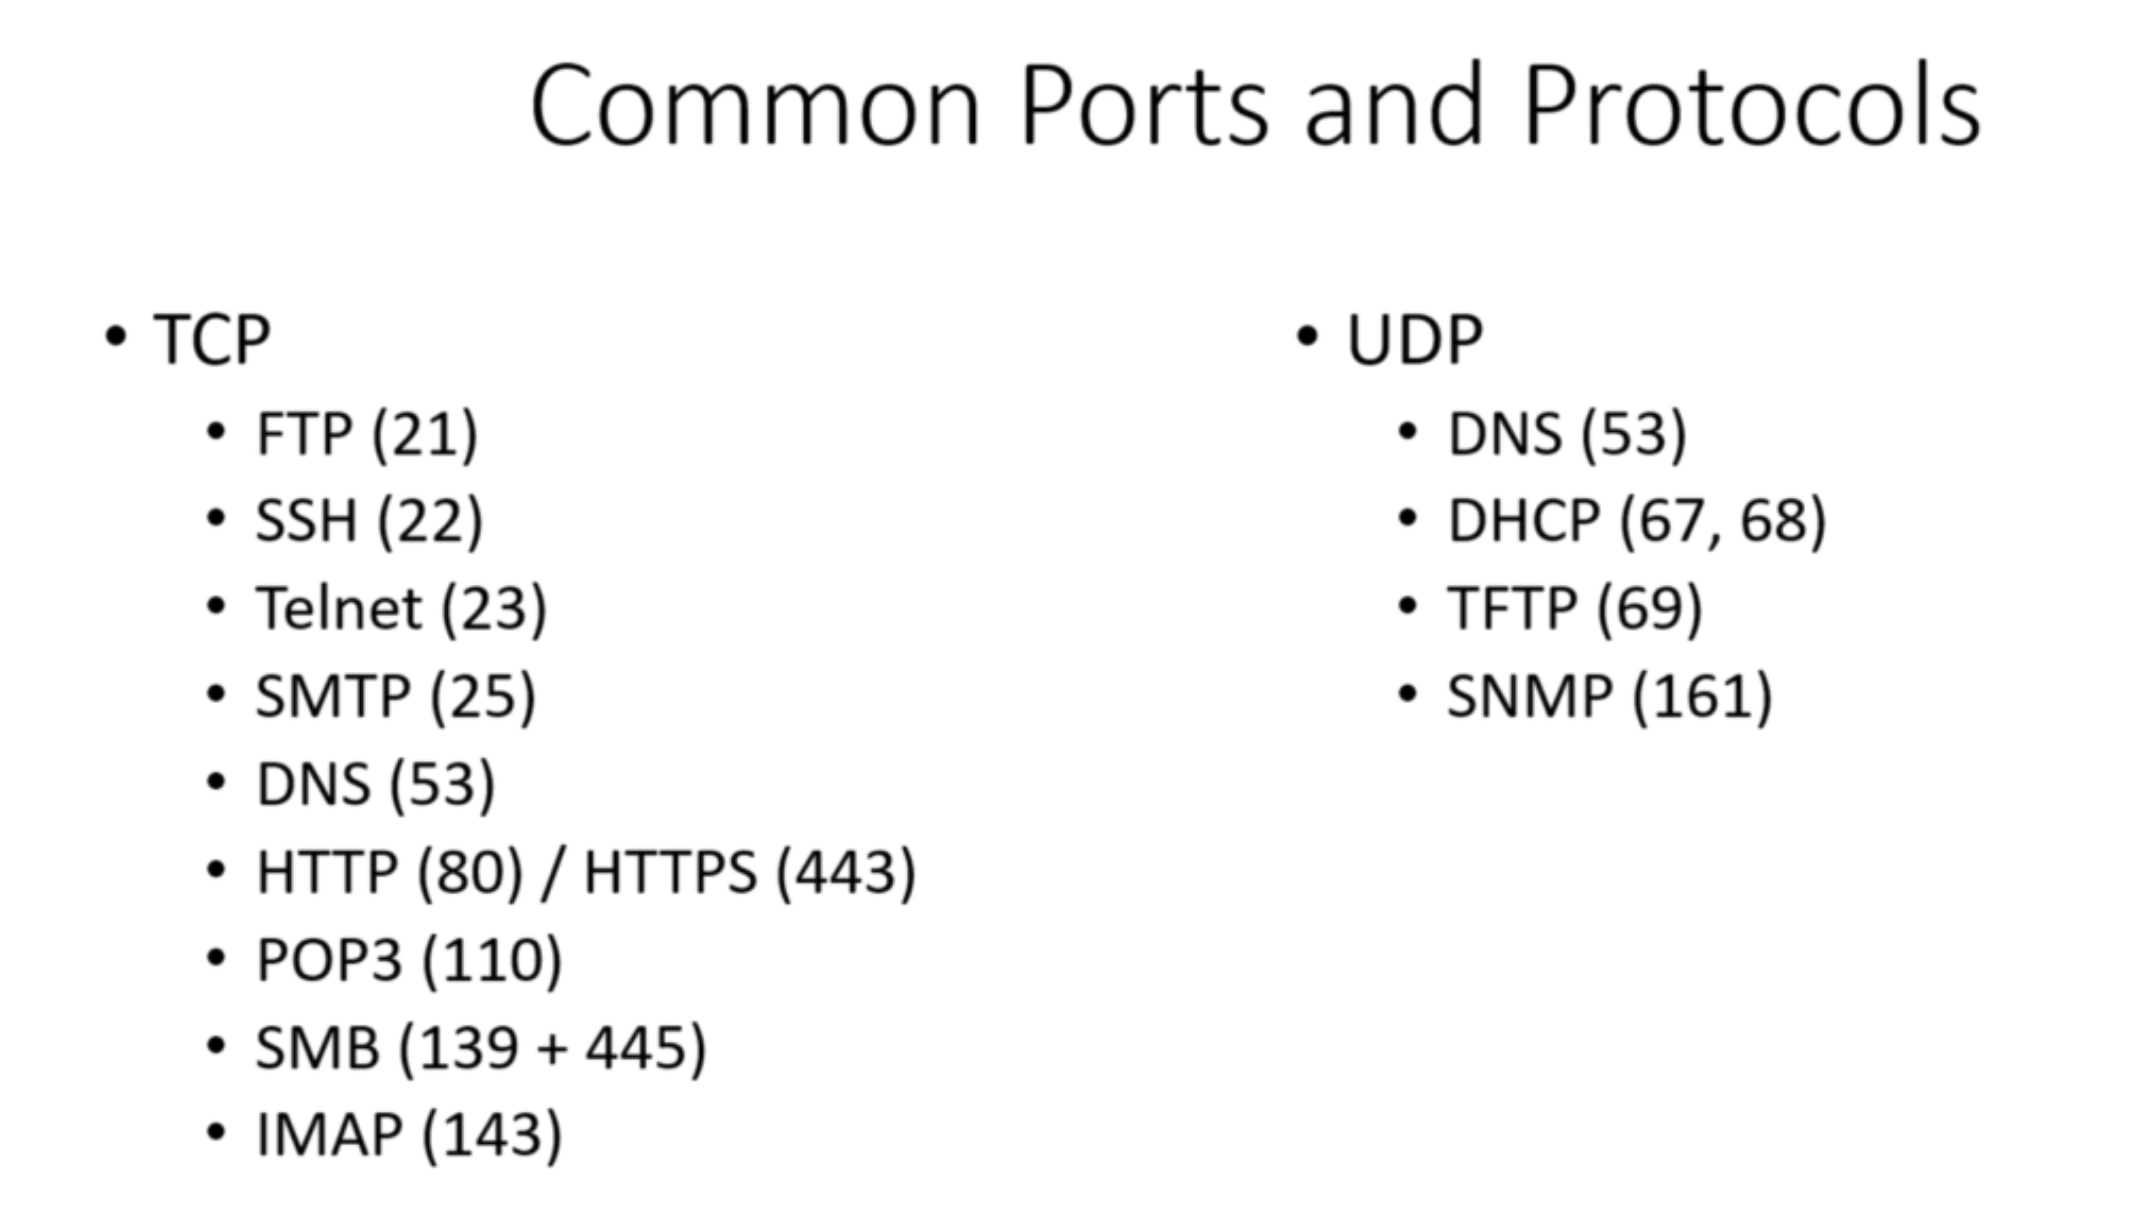 Common Ports and Protocols
• TCP
• FTP (21)
• SSH (22)
• Telnet (23)
• SMTP (25)
• DNS (53)
• HTTP (80) / HTTPS (443)
• POP3 (110)
• SMB (139 + 445)
• IMAP (143)
• UDP
• DNS (53)
• DHCP (67, 68)
• TFTP (69)
• SNMP (161)